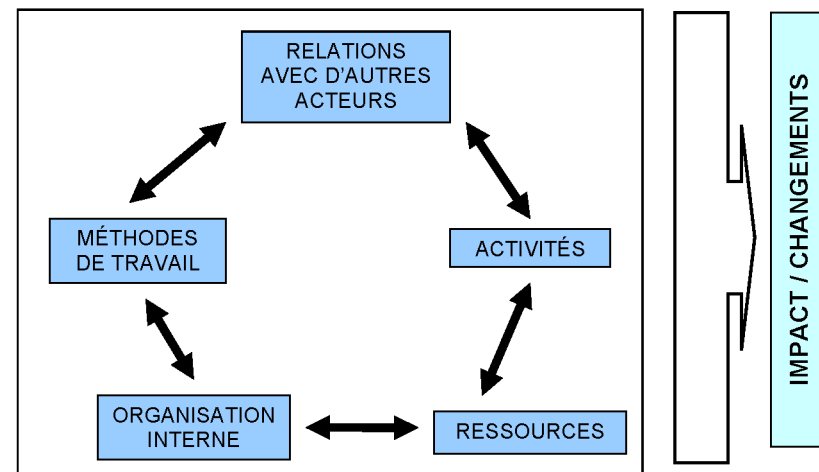 RELATIONS
AVEC D'AUTRES
ACTEURS
MÉTHODES
DE TRAVAIL
ACTIVITÉS
ORGANISATION
INTERNE
RESSOURCES
IMPACT / CHANGEMENTS